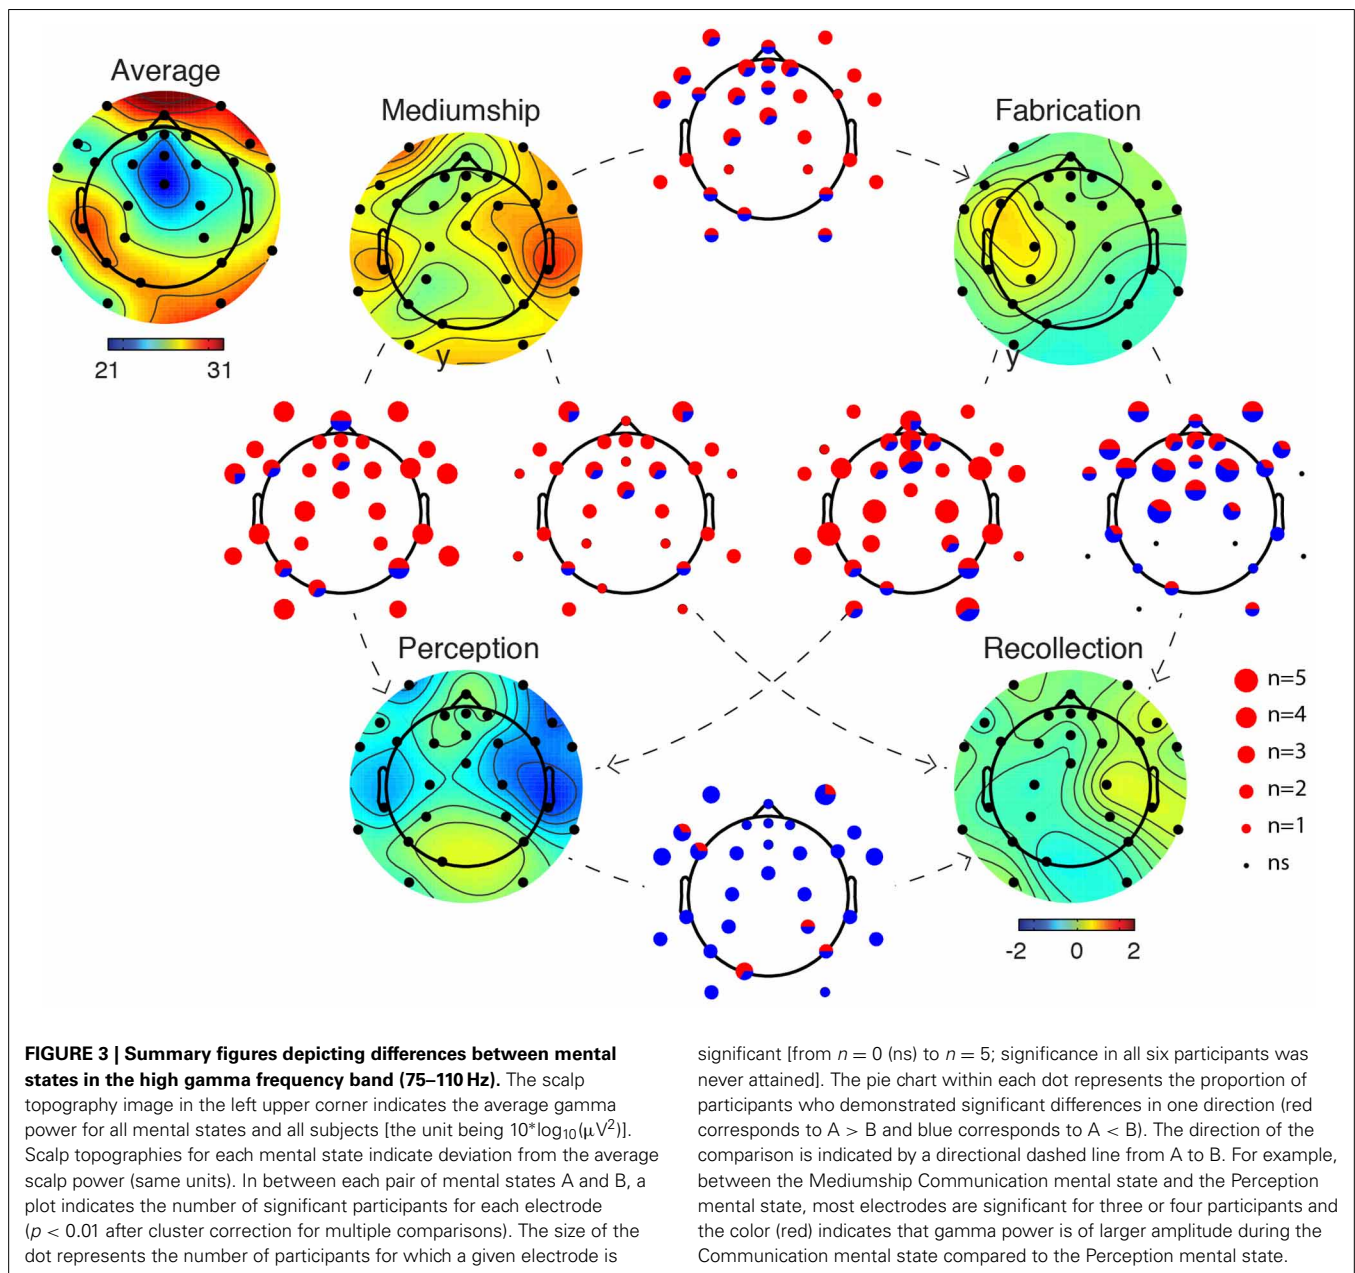 Average
Mediumship
Fabrication
21
31
y
y
Perception
Recollection
n=5
n=4
n=3
n=2
n=1
ns
-2
0
2
FIGURE 3 | Summary figures depicting differences between mental
states in the high gamma frequency band (75–110 Hz). The scalp
topography image in the left upper corner indicates the average gamma
power for all mental states and all subjects [the unit being 10*log₁₀(μV²)].
Scalp topographies for each mental state indicate deviation from the average
scalp power (same units). In between each pair of mental states A and B, a
plot indicates the number of significant participants for each electrode
(p < 0.01 after cluster correction for multiple comparisons). The size of the
dot represents the number of participants for which a given electrode is
significant [from n = 0 (ns) to n = 5; significance in all six participants was
never attained]. The pie chart within each dot represents the proportion of
participants who demonstrated significant differences in one direction (red
corresponds to A > B and blue corresponds to A < B). The direction of the
comparison is indicated by a directional dashed line from A to B. For example,
between the Mediumship Communication mental state and the Perception
mental state, most electrodes are significant for three or four participants and
the color (red) indicates that gamma power is of larger amplitude during the
Communication mental state compared to the Perception mental state.